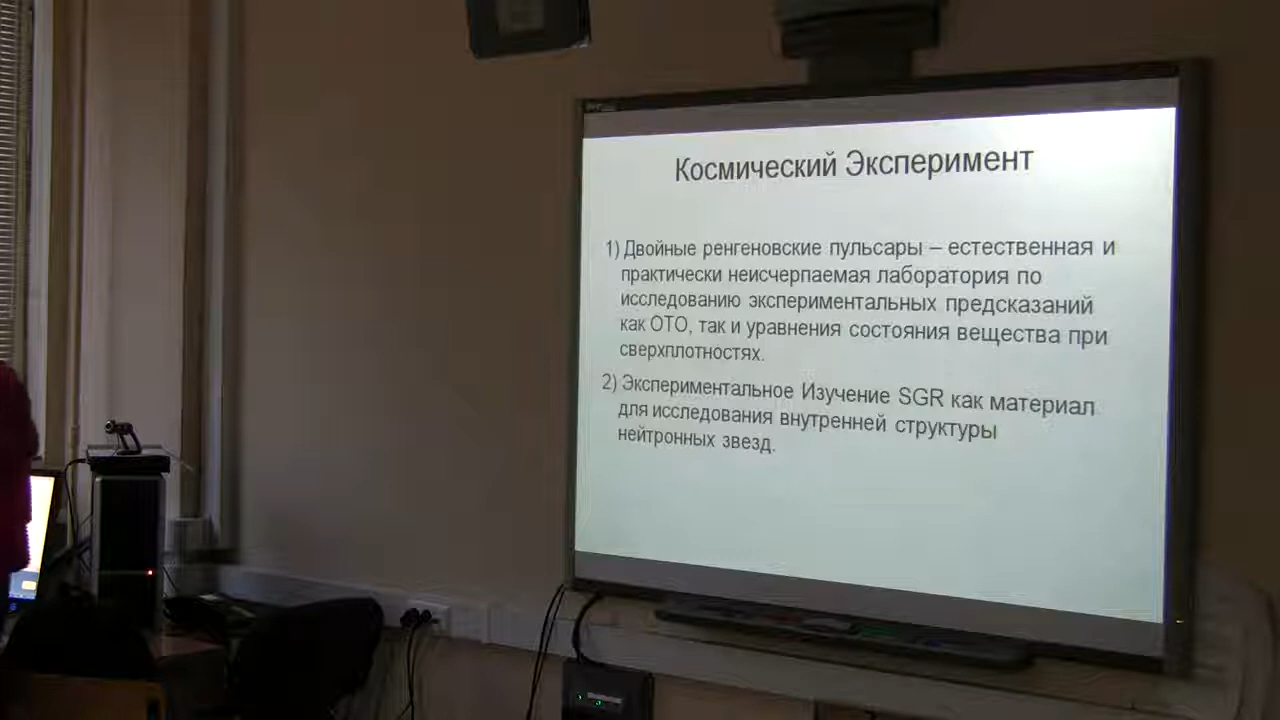 Космический Эксперимент
1) Двойные ренгеновские пульсары – естественная и
практически неисчерпаемая лаборатория по
исследованию экспериментальных предсказаний
как ОТО, так и уравнения состояния вещества при
сверхплотностях.
2) Экспериментальное Изучение SGR как материал
для исследования внутренней структуры
нейтронных звезд.